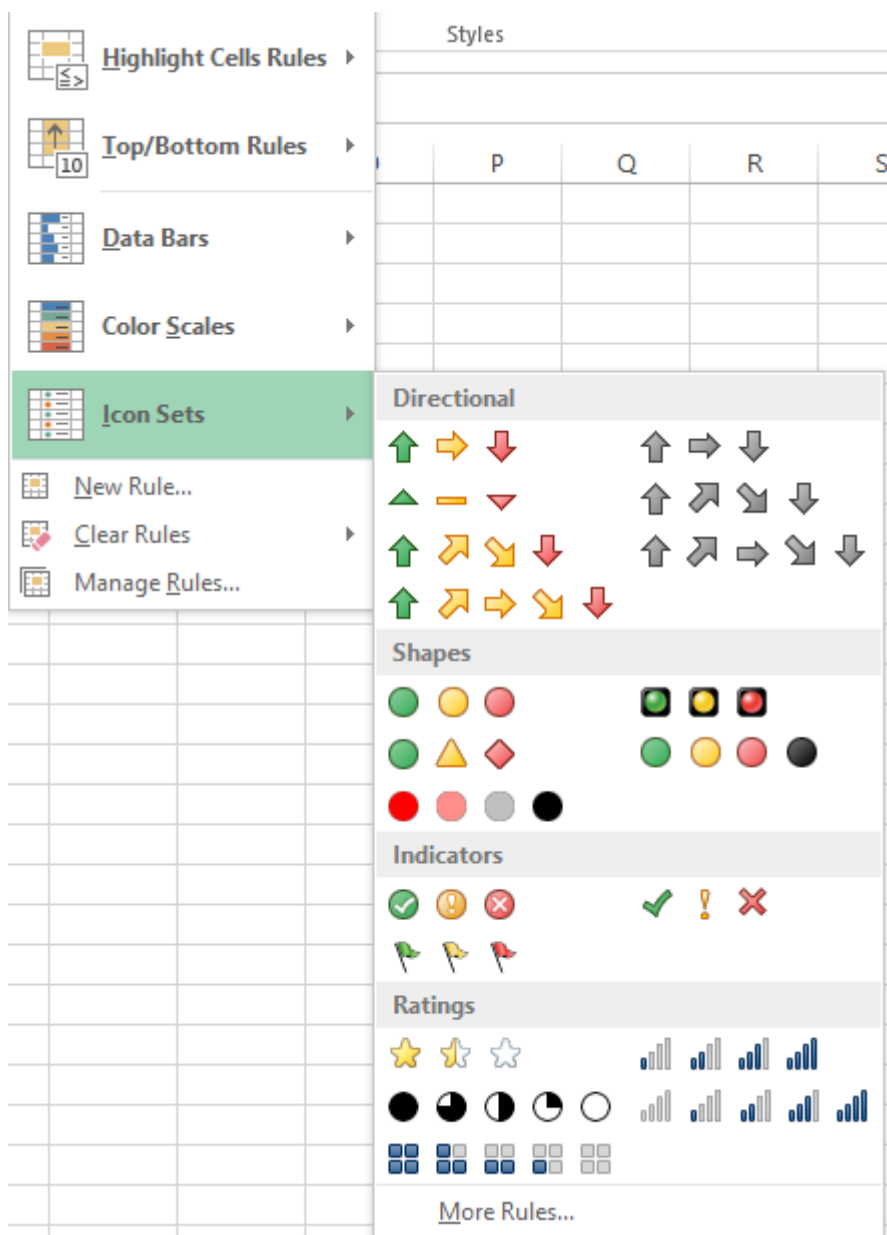 Styles
Highlight Cells Rules
10
Top/Bottom Rules
P Q R S
Data Bars
Color Scales
Icon Sets
New Rule...
Clear Rules
Manage Rules...
Directional
Shapes
Indicators
Ratings
More Rules...